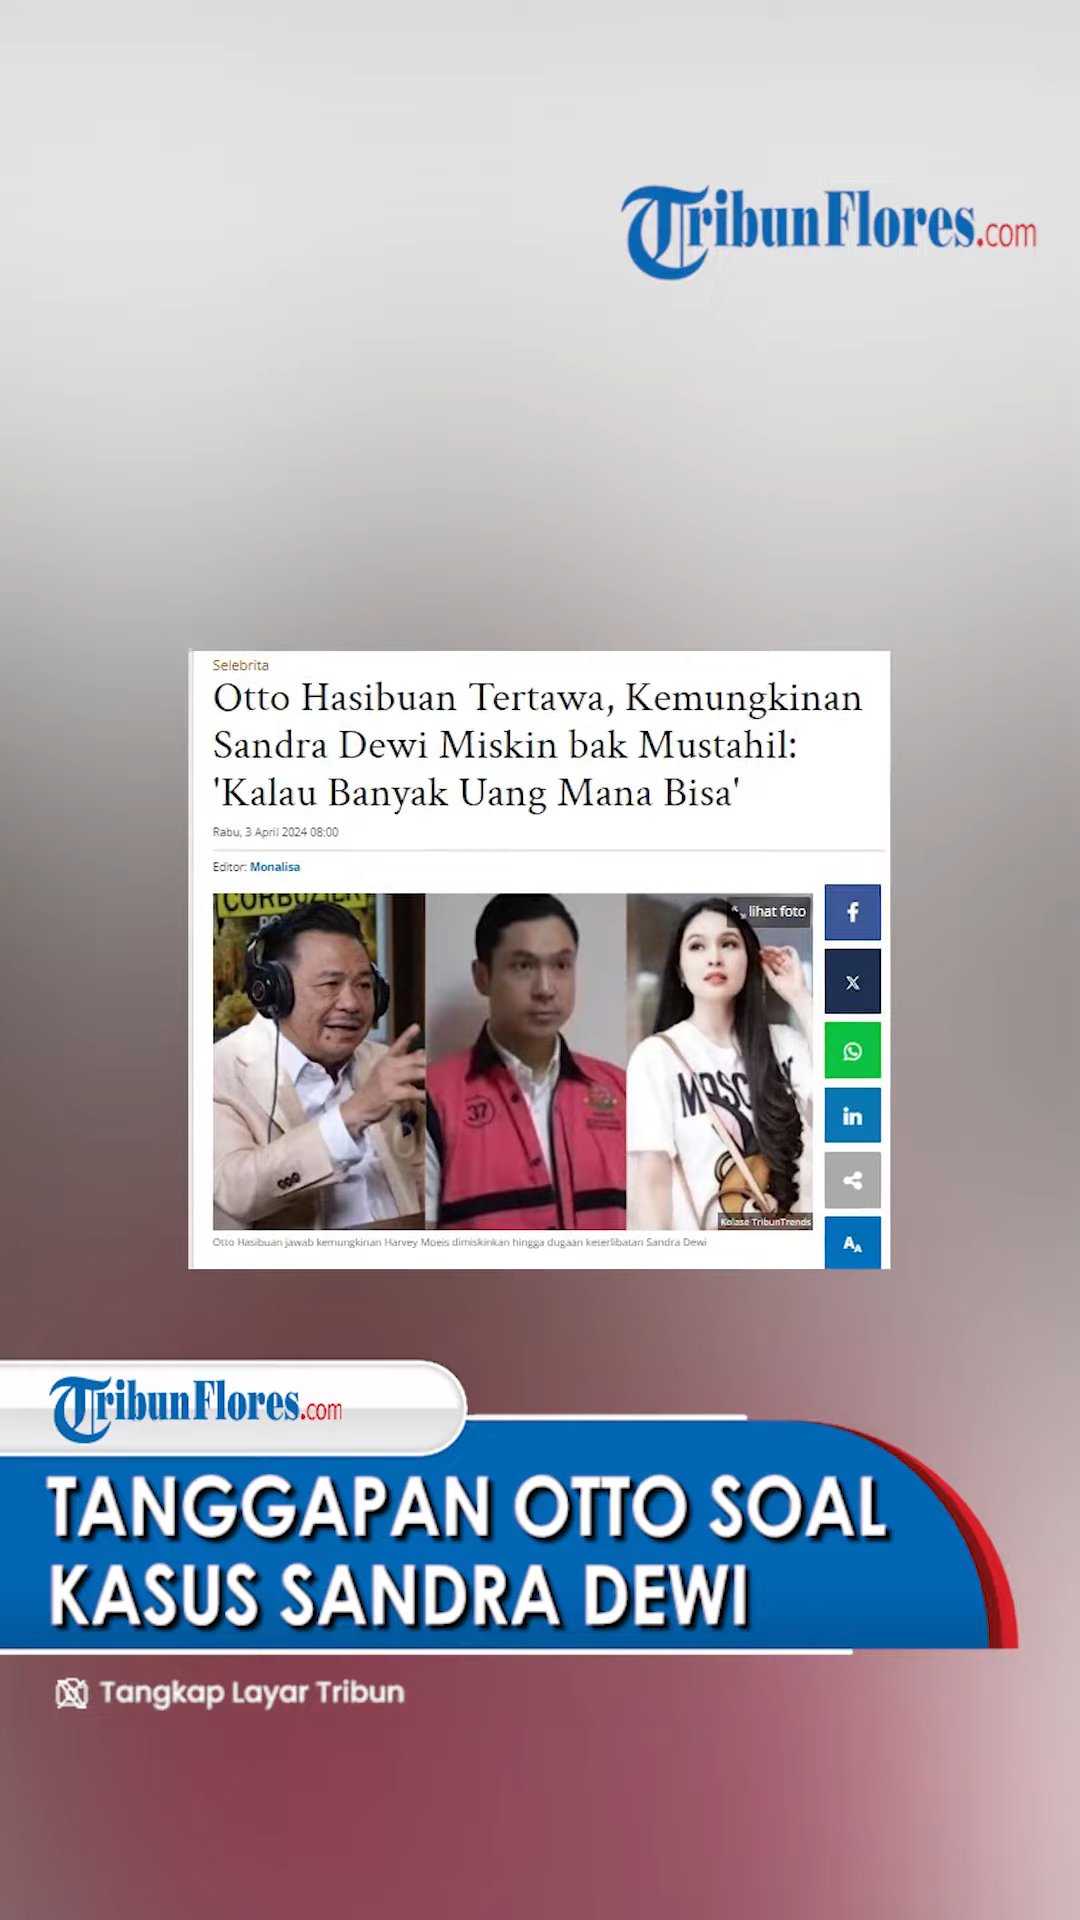 TribunFlores.com
Selebrita
Otto Hasibuan Tertawa, Kemungkinan
Sandra Dewi Miskin bak Mustahil:
'Kalau Banyak Uang Mana Bisa'
Rabu, 3 April 2024 08:00
Editor: Monalisa
CORBUZIER
lihat foto
37
Kolase TribunTrends
Otto Hasibuan jawab kemungkinan Harvey Moeis dimiskinkan hingga dugaan keterlibatan Sandra Dewi
TribunFlores.com
TANGGAPAN OTTO SOAL
KASUS SANDRA DEWI
Tangkap Layar Tribun